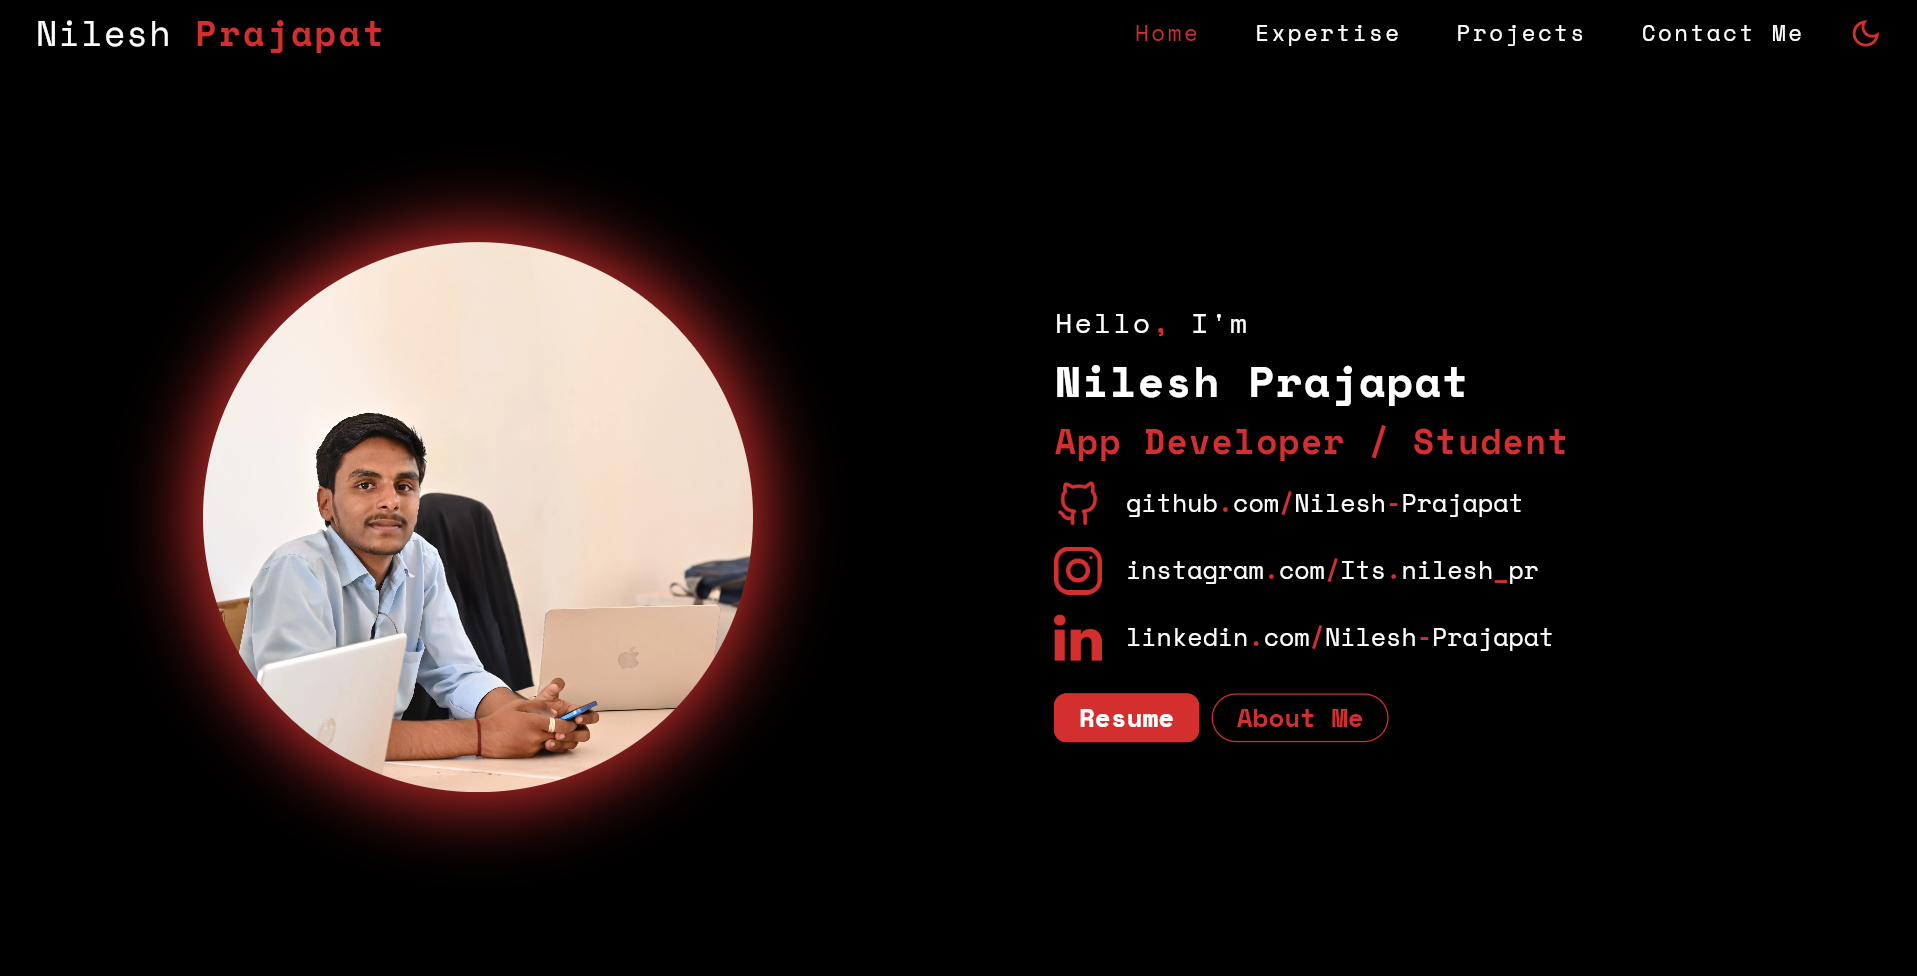 Nilesh Prajapat
Home Expertise Projects Contact Me
Hello, I'm
Nilesh Prajapat
App Developer / Student
github.com/Nilesh-Prajapat
instagram.com/Its.nilesh_pr
linkedin.com/Nilesh-Prajapat
Resume About Me